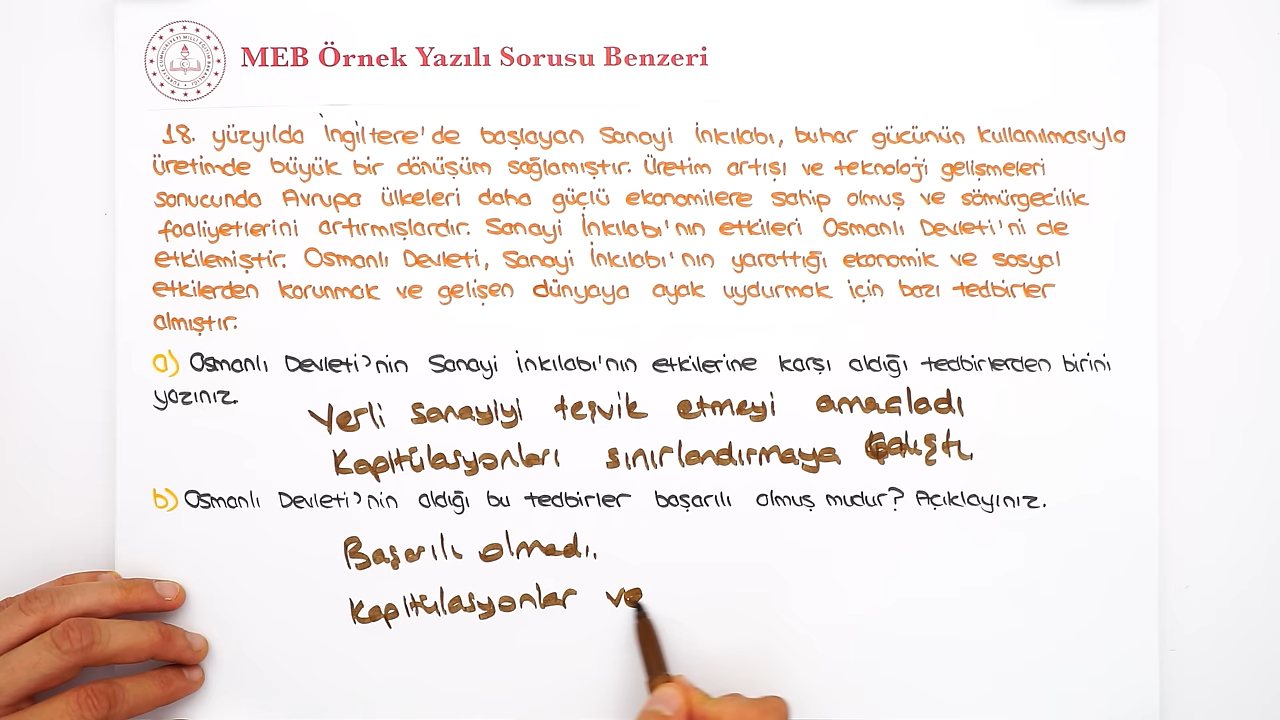 MEB Örnek Yazılı Sorusu Benzeri
18. yüzyılda İngiltere'de başlayan Sanayi İnkılabı, buhar gücünün kullanılmasıyla
üretimde büyük bir dönüşüm sağlamıştır. Üretim artışı ve teknoloji gelişmeleri
sonucunda Avrupa ülkeleri daha güçlü ekonomilere sahip olmuş ve sömürgecilik
faaliyetlerini artırmışlardır. Sanayi İnkılabı'nın etkileri Osmanlı Devleti'ni de
etkilemiştir. Osmanlı Devleti, Sanayi İnkılabı'nın yarattığı ekonomik ve sosyal
etkilerden korunmak ve gelişen dünyaya ayak uydurmak için bazı tedbirler
almıştır.
a) Osmanlı Devleti'nin Sanayi İnkılabı'nın etkilerine karşı aldığı tedbirlerden birini
yazınız.
Yerli sanayiyi teşvik etmeyi amaçladı
Kapitülasyonları sınırlandırmaya çalıştı.
b) Osmanlı Devleti'nin aldığı bu tedbirler başarılı olmuş mudur? Açıklayınız.
Başarılı olmadı.
Kapitülasyonlar ve